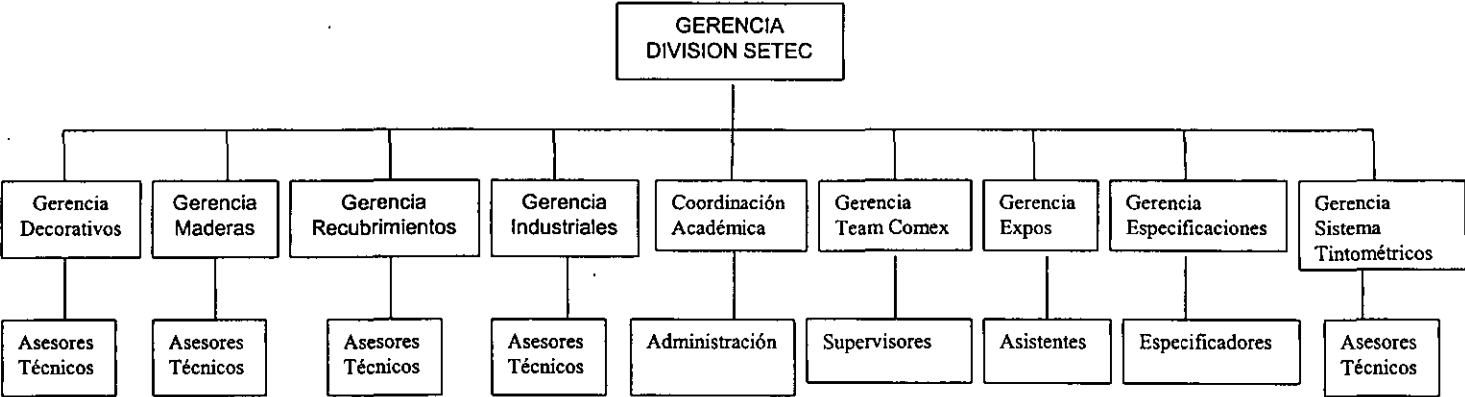 GERENCIA
DIVISION SETEC
Gerencia
Decorativos
Gerencia
Maderas
Gerencia
Recubrimientos
Gerencia
Industriales
Coordinación
Académica
Gerencia
Team Comex
Gerencia
Expos
Gerencia
Especificaciones
Gerencia
Sistema
Tintométricos
Asesores
Técnicos
Asesores
Técnicos
Asesores
Técnicos
Asesores
Técnicos
Administración
Supervisores
Asistentes
Especificadores
Asesores
Técnicos